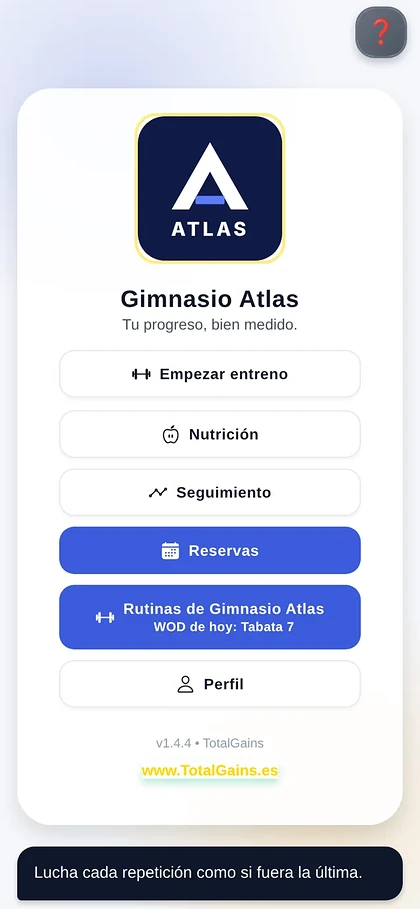 ❓
ATLAS
Gimnasio Atlas
Tu progreso, bien medido.
Empezar entreno
Nutrición
Seguimiento
Reservas
Rutinas de Gimnasio Atlas
WOD de hoy: Tabata 7
Perfil
v1.4.4 • TotalGains
www.TotalGains.es
Lucha cada repetición como si fuera la última.